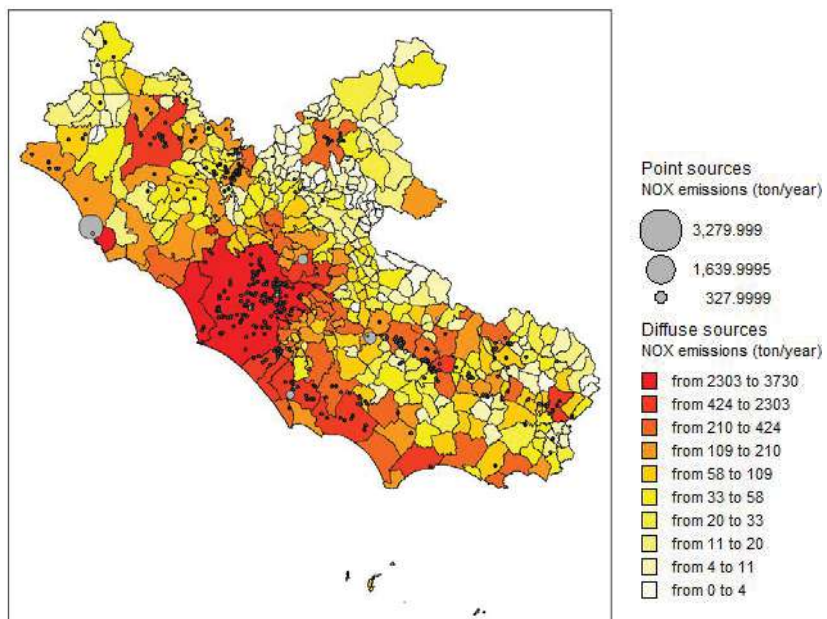 Point sources
NOX emissions (ton/year)
3,279.999
1,639.9995
327.9999
Diffuse sources
NOX emissions (ton/year)
from 2303 to 3730
from 424 to 2303
from 210 to 424
from 109 to 210
from 58 to 109
from 33 to 58
from 20 to 33
from 11 to 20
from 4 to 11
from 0 to 4